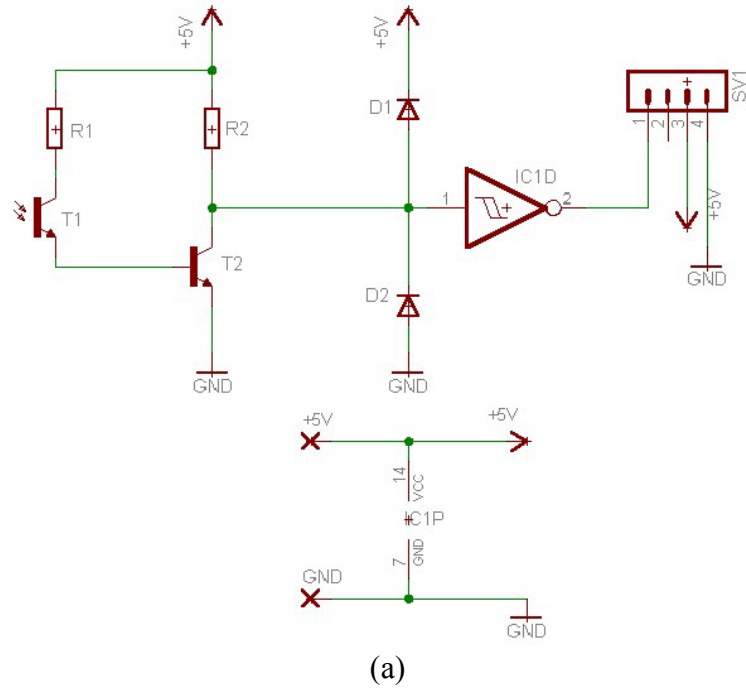 +5V
+5V
SV1
R1
R2
D1
IC1D
1
2
3
4
T1
1
2
+5V
T2
D2
GND
GND
GND
+5V
+5V
14
VCC
IC1P
7
GND
GND
GND
(a)